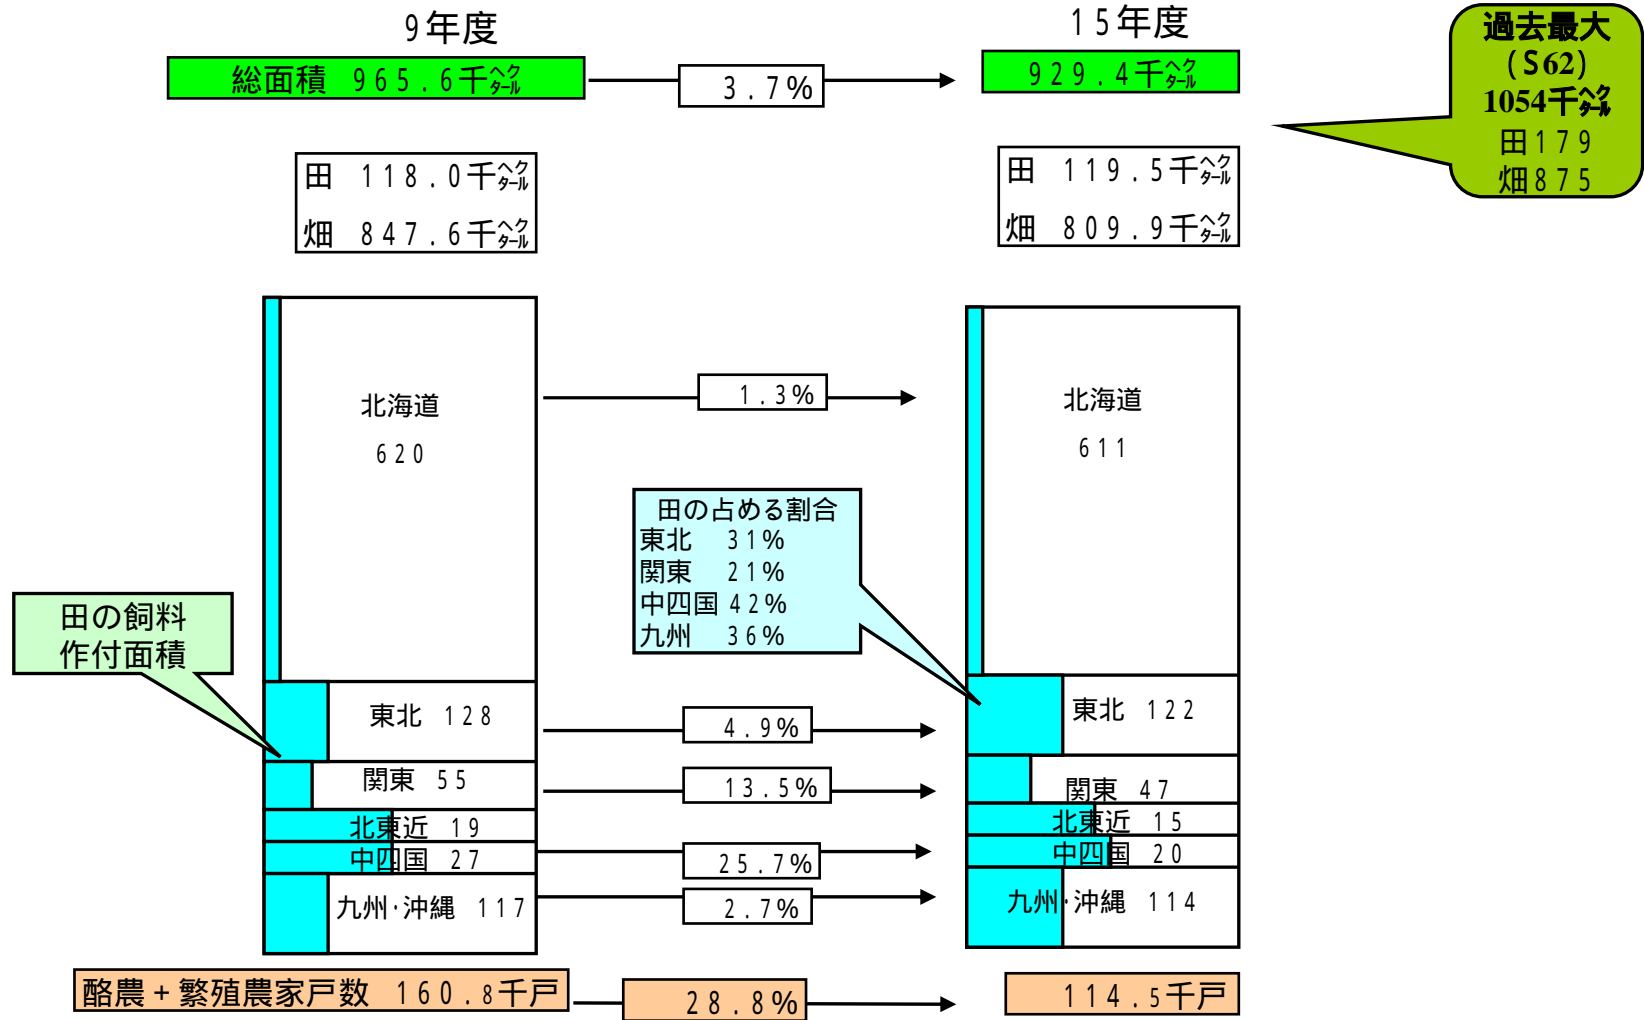 9年度
15年度
総面積 965.6千㌶
3.7%
929.4千㌶
過去最大
(S62)
1054千㌶
田179
畑875
田 118.0千㌶
畑 847.6千㌶
田 119.5千㌶
畑 809.9千㌶
北海道
620
1.3%
北海道
611
田の占める割合
東北 31%
関東 21%
中四国 42%
九州 36%
田の飼料
作付面積
東北 128
4.9%
東北 122
関東 55
13.5%
関東 47
北東近 19
北東近 15
中四国 27
25.7%
中四国 20
九州・沖縄 117
2.7%
九州・沖縄 114
酪農+繁殖農家戸数 160.8千戸
28.8%
114.5千戸